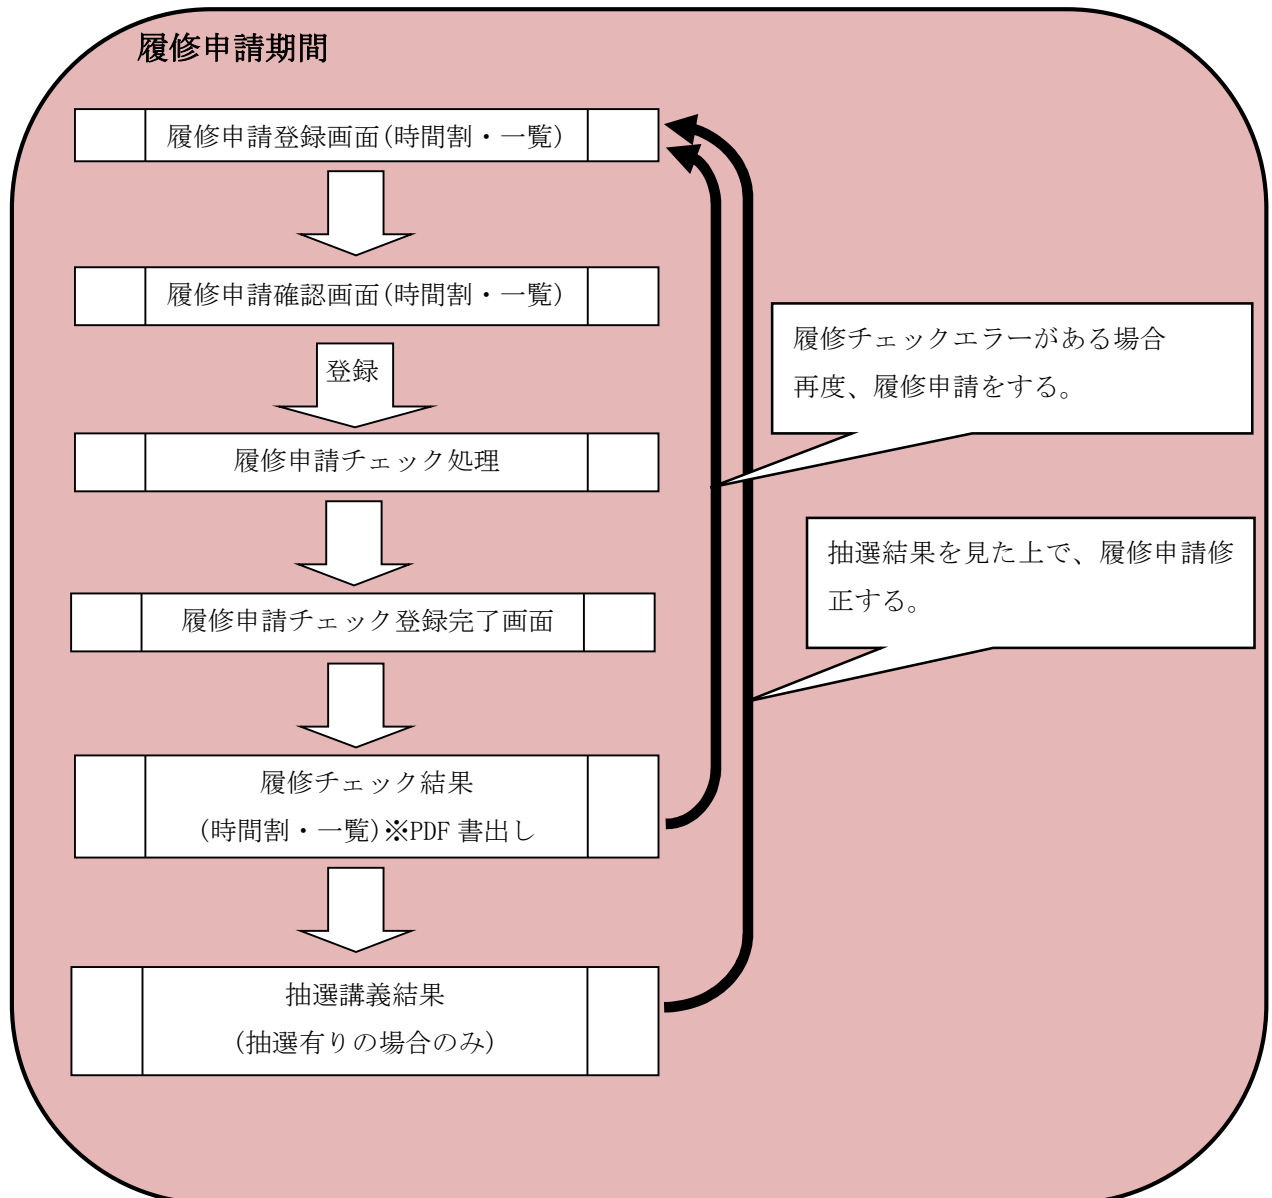 履修申請期間
履修申請登録画面(時間割・一覧)
履修申請確認画面(時間割・一覧)
登録
履修申請チェック処理
履修申請チェック登録完了画面
履修チェック結果
(時間割・一覧)※PDF 書出し
抽選講義結果
(抽選有りの場合のみ)
履修チェックエラーがある場合
再度、履修申請をする。
抽選結果を見た上で、履修申請修
正する。